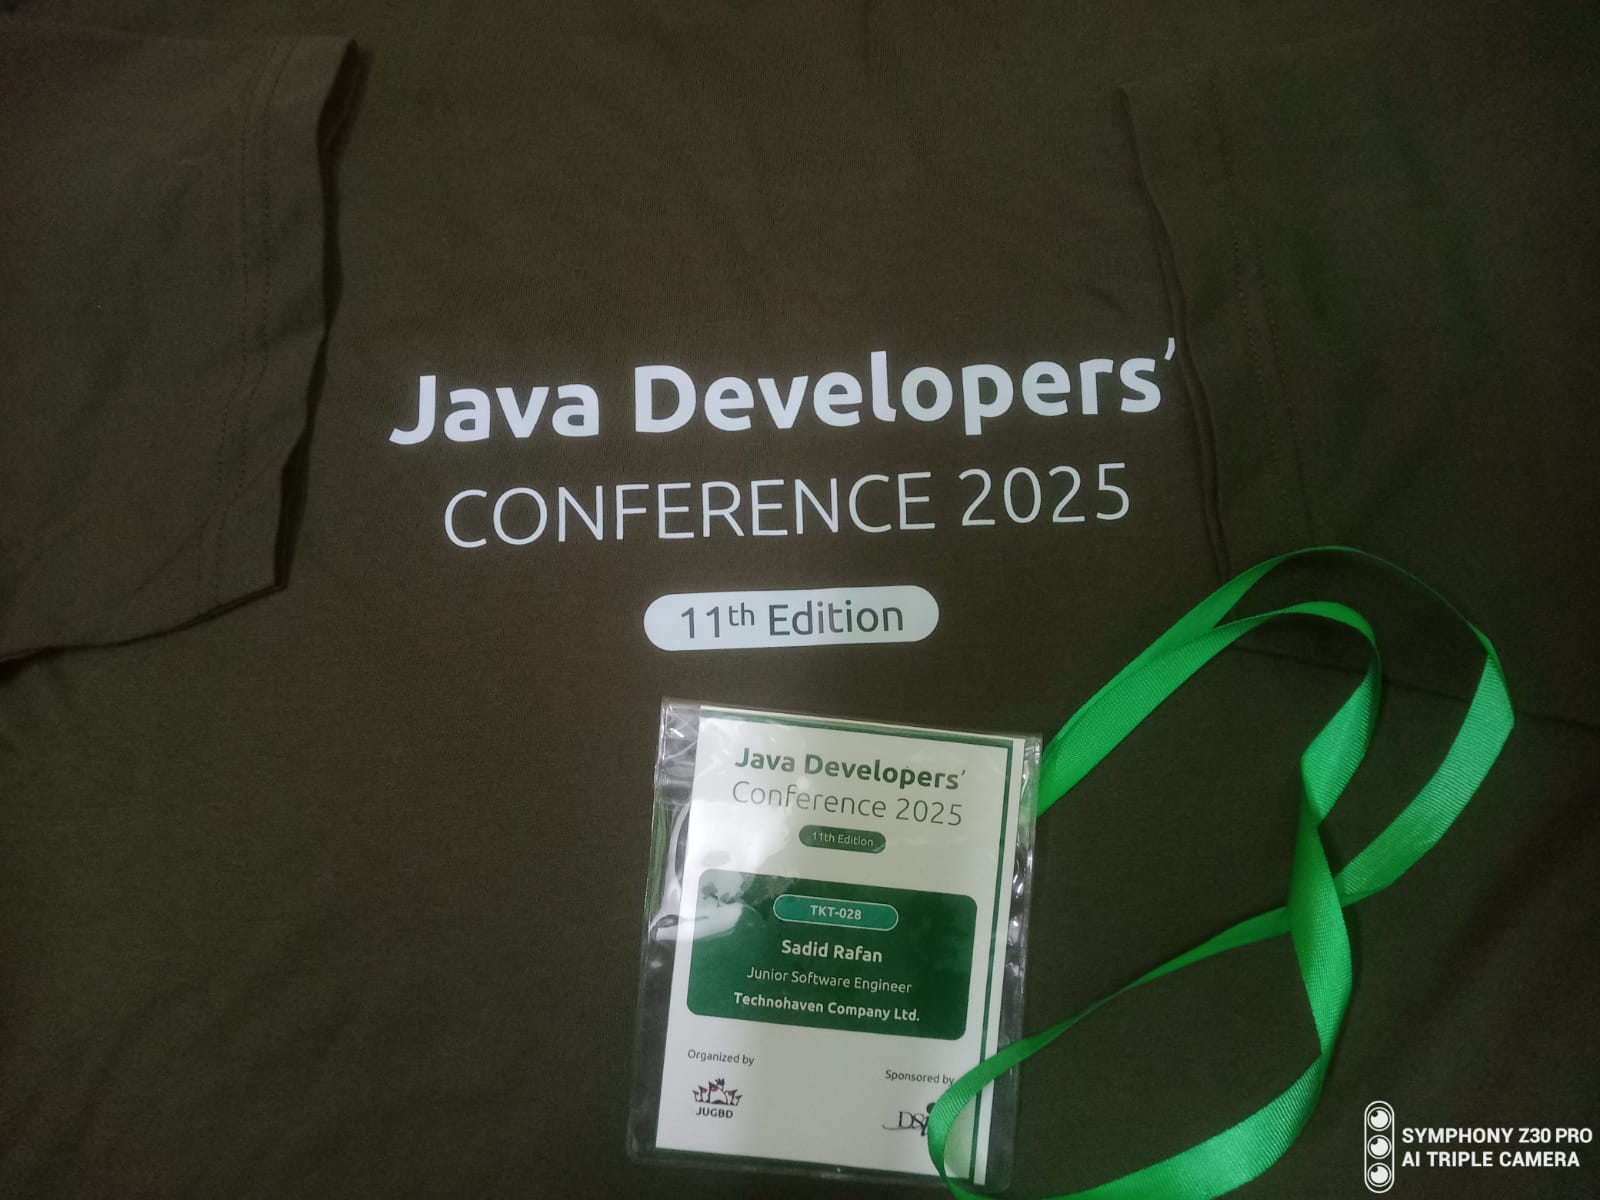 Java Developers'
CONFERENCE 2025
11th Edition
Java Developers'
Conference 2025
11th Edition
TKT-028
Sadid Rafan
Junior Software Engineer
Technohaven Company Ltd.
Organized by
JUGBD
Sponsored by
SYMPHONY Z30 PRO
AI TRIPLE CAMERA